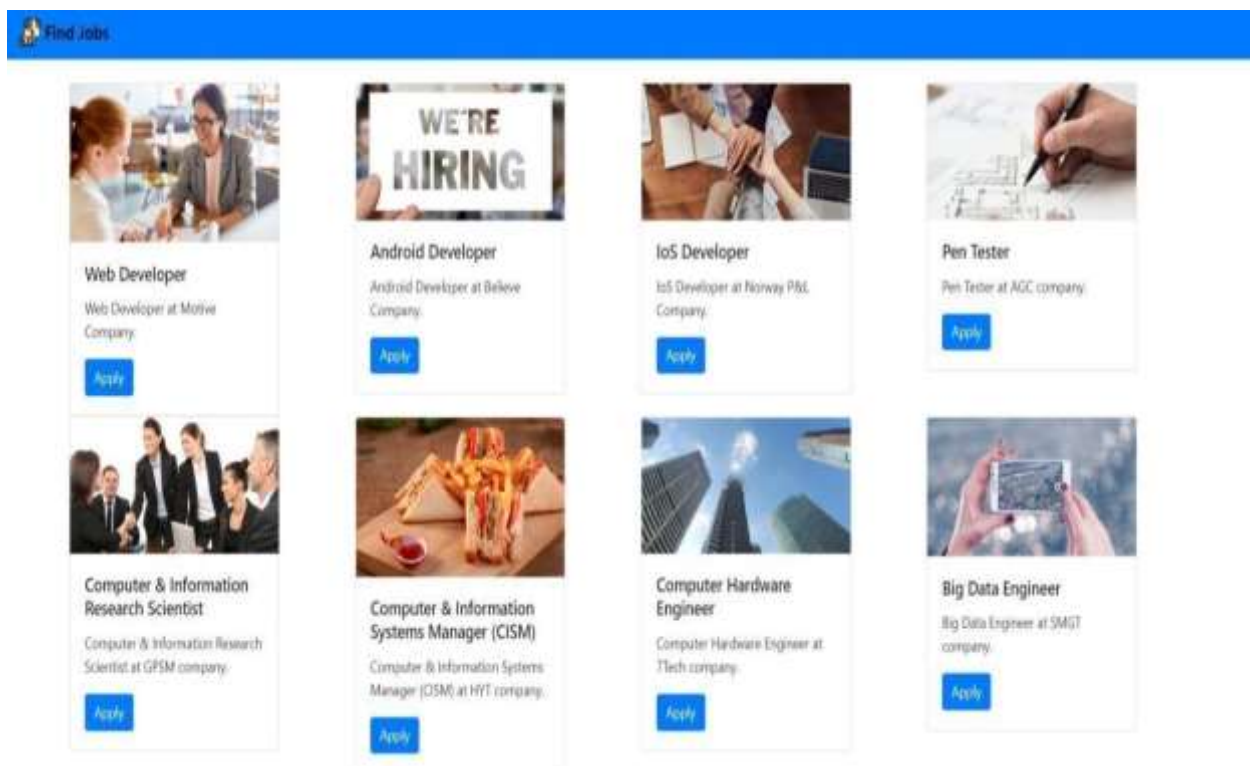 Find Jobs
WE'RE
HIRING
Web Developer
Web Developer at Motive
Company.
Apply
Android Developer
Android Developer at Believe
Company.
Apply
IoS Developer
IoS Developer at Norway P&L
Company.
Apply
Pen Tester
Pen Tester at AGC company.
Apply
Computer & Information
Research Scientist
Computer & Information Research
Scientist at GPSM company.
Apply
Computer & Information
Systems Manager (CISM)
Computer & Information Systems
Manager (CISM) at HYT company.
Apply
Computer Hardware
Engineer
Computer Hardware Engineer at
7Tech company.
Apply
Big Data Engineer
Big Data Engineer at SMGT
company.
Apply